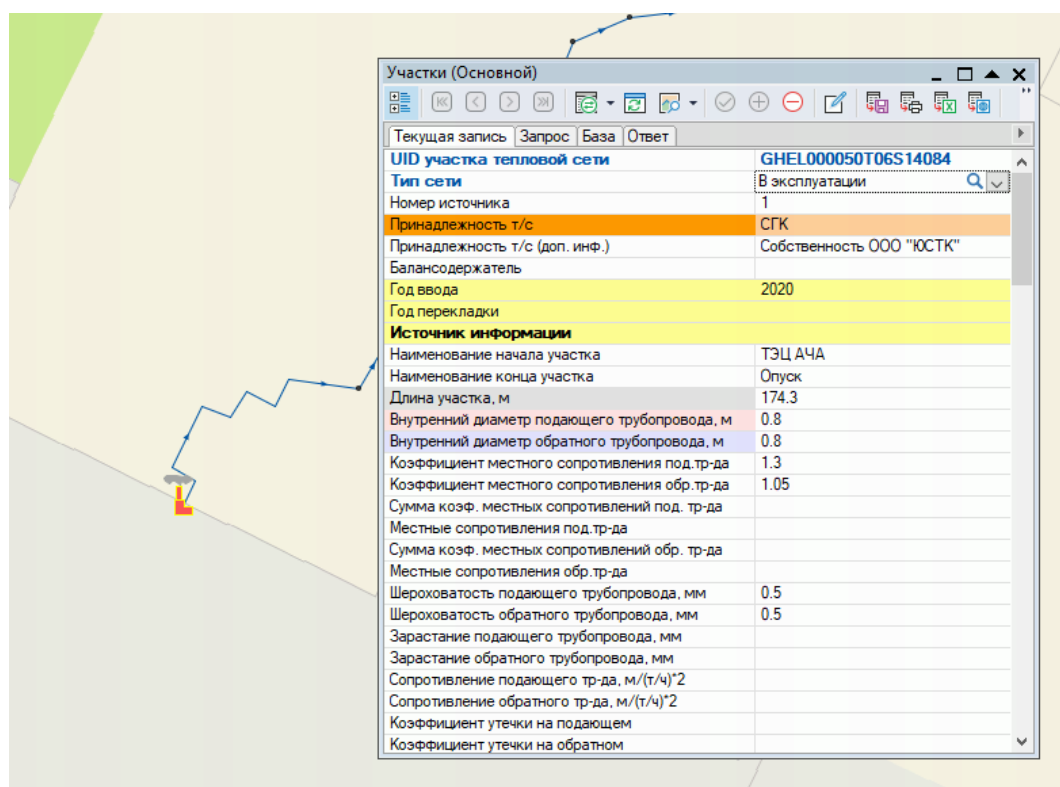 Участки (Основной)
Текущая запись Запрос База Ответ
UID участка тепловой сети GHEL000050T06S14084
Тип сети В эксплуатации
Номер источника 1
Принадлежность т/с СГК
Принадлежность т/с (доп. инф.) Собственность ООО "ЮСТК"
Балансодержатель
Год ввода 2020
Год перекладки
Источник информации
Наименование начала участка ТЭЦ АЧА
Наименование конца участка Опуск
Длина участка, м 174.3
Внутренний диаметр подающего трубопровода, м 0.8
Внутренний диаметр обратного трубопровода, м 0.8
Коэффициент местного сопротивления под.тр-да 1.3
Коэффициент местного сопротивления обр.тр-да 1.05
Сумма коэф. местных сопротивлений под. тр-да
Местные сопротивления под.тр-да
Сумма коэф. местных сопротивлений обр. тр-да
Местные сопротивления обр.тр-да
Шероховатость подающего трубопровода, мм 0.5
Шероховатость обратного трубопровода, мм 0.5
Зарастание подающего трубопровода, мм
Зарастание обратного трубопровода, мм
Сопротивление подающего тр-да, м/(т/ч)*2
Сопротивление обратного тр-да, м/(т/ч)*2
Коэффициент утечки на подающем
Коэффициент утечки на обратном